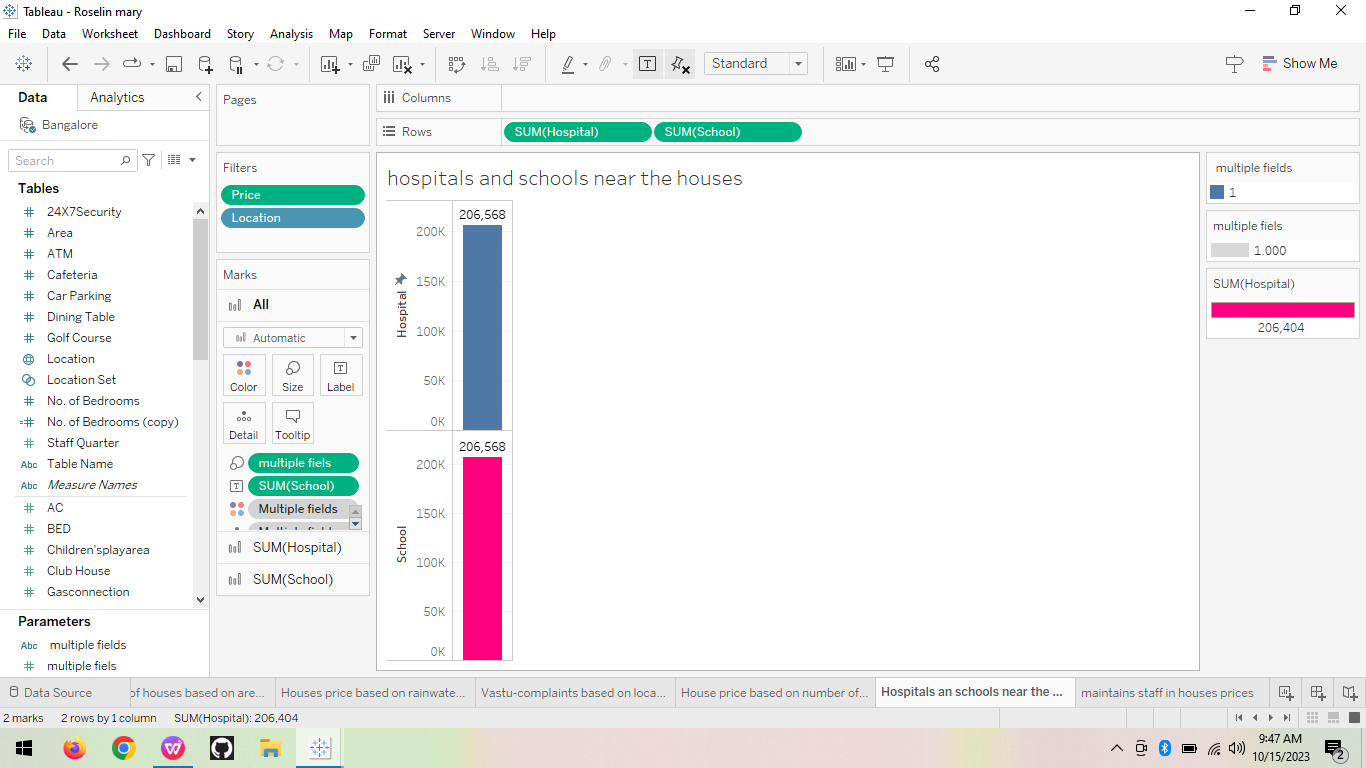 Tableau - Roselin mary
File Data Worksheet Dashboard Story Analysis Map Format Server Window Help
Standard
Show Me
Data Analytics
Bangalore
Search
Tables
24X7Security
Area
ATM
Cafeteria
Car Parking
Dining Table
Golf Course
Location
Location Set
No. of Bedrooms
No. of Bedrooms (copy)
Staff Quarter
Abc Table Name
Abc Measure Names
AC
BED
Children'splayarea
Club House
Gasconnection
Parameters
Abc multiple fields
multiple fiels
Pages
Filters
Price
Location
Marks
All
Automatic
Color Size Label
Detail Tooltip
multiple fiels
SUM(School)
Multiple fields
SUM(Hospital)
SUM(School)
Columns
Rows SUM(Hospital) SUM(School)
hospitals and schools near the houses
206,568
200K
150K
Hospital
100K
50K
0K
206,568
200K
150K
School
100K
50K
0K
multiple fields
1
multiple fiels
1.000
SUM(Hospital)
206,404
Data Source of houses based on are... Houses price based on rainwate... Vastu-complaints based on loca... House price based on number of... Hospitals an schools near the ... maintains staff in houses prices
2 marks 2 rows by 1 column SUM(Hospital): 206,404
9:47 AM
10/15/2023
2